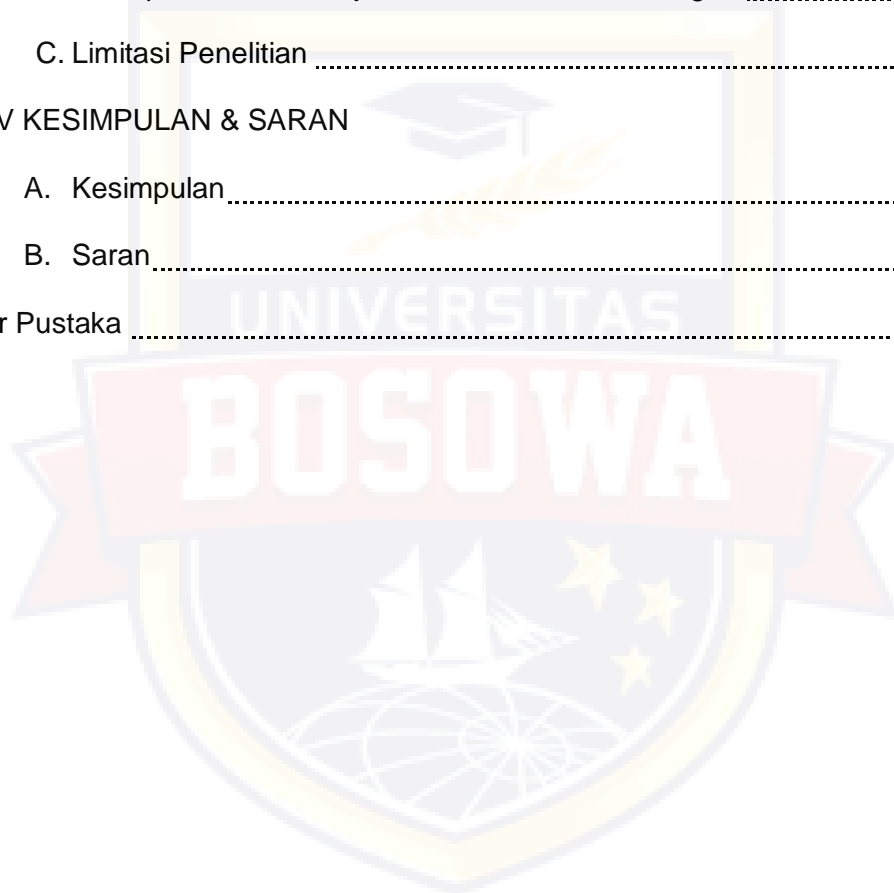 C. Limitasi Penelitian
V KESIMPULAN & SARAN
A. Kesimpulan
B. Saran
r Pustaka
UNIVERSITAS
BOSOWA